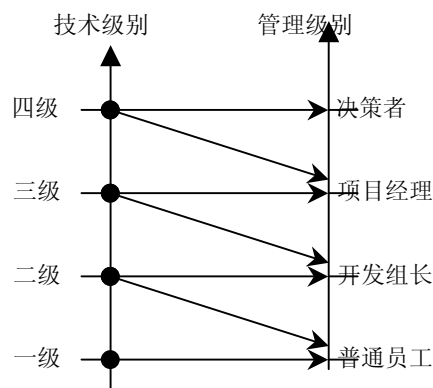 技术级别 管理级别
四级 决策者
三级 项目经理
二级 开发组长
一级 普通员工